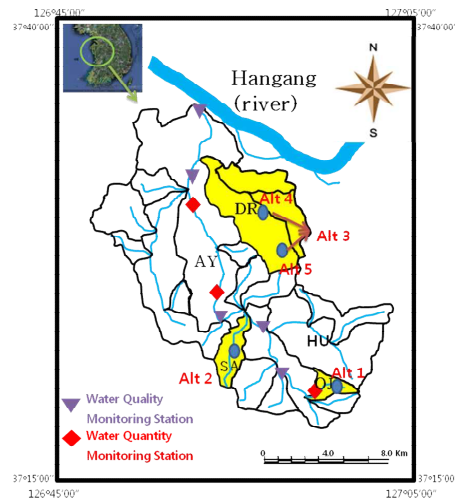 126°45′00″
127°05′00″
37°40′00″
37°40′00″
N
Hangang
(river)
S
Alt 4
DR
Alt 3
AY
Alt 5
HU
SA
Alt 1
OJ
Alt 2
Water Quality
Monitoring Station
Water Quantity
Monitoring Station
0 4.0 8.0 Km
37°15′00″
37°15′00″
126°45′00″
127°05′00″